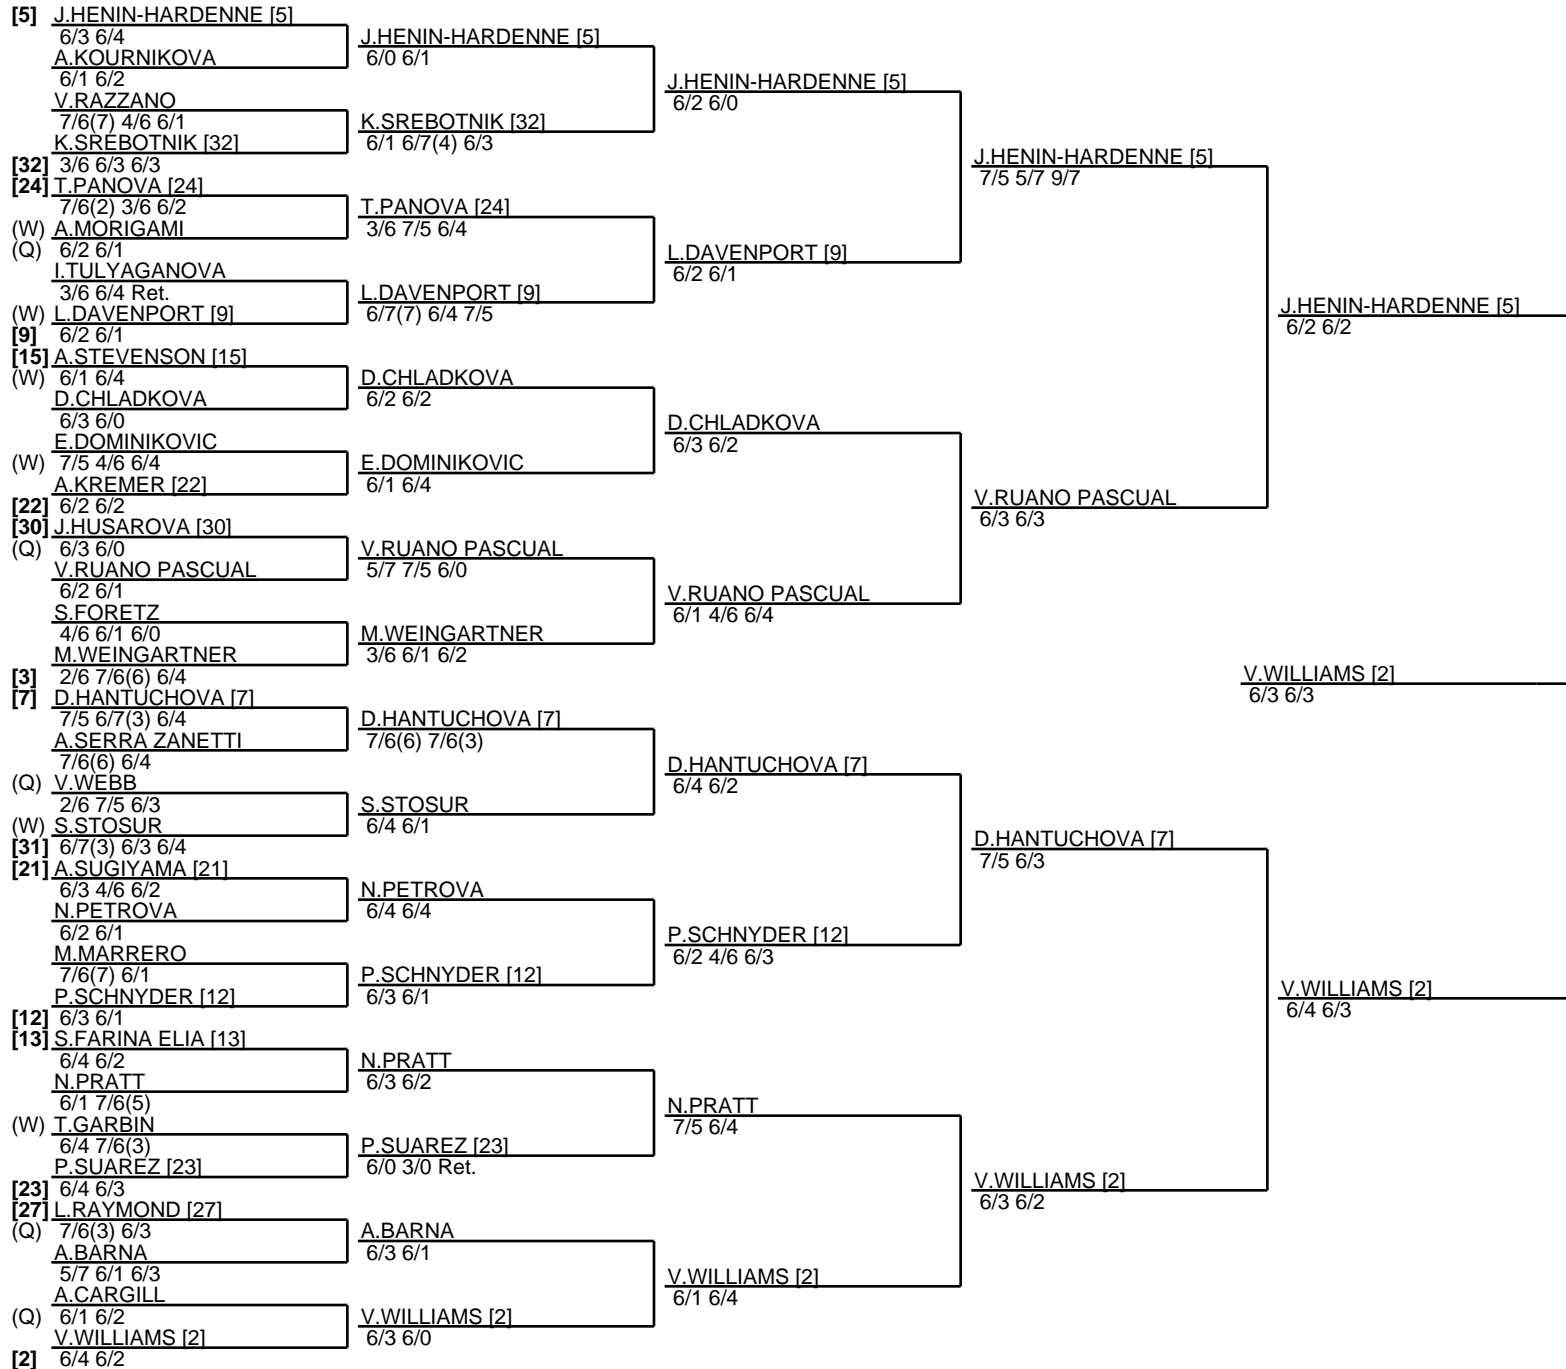 [5] J.HENIN-HARDENNE [5]
6/3 6/4
A.KOURNIKOVA
6/1 6/2
V.RAZZANO
7/6(7) 4/6 6/1
K.SREBOTNIK [32]
[32] 3/6 6/3 6/3
[24] T.PANOVA [24]
7/6(2) 3/6 6/2
(W) A.MORIGAMI
(Q) 6/2 6/1
I.TULYAGANOVA
3/6 6/4 Ret.
(W) L.DAVENPORT [9]
[9] 6/2 6/1
[15] A.STEVENSON [15]
(W) 6/1 6/4
D.CHLADKOVA
6/3 6/0
E.DOMINIKOVIC
(W) 7/5 4/6 6/4
A.KREMER [22]
[22] 6/2 6/2
[30] J.HUSAROVA [30]
(Q) 6/3 6/0
V.RUANO PASCUAL
6/2 6/1
S.FORETZ
4/6 6/1 6/0
M.WEINGARTNER
[3] 2/6 7/6(6) 6/4
[7] D.HANTUCHOVA [7]
7/5 6/7(3) 6/4
A.SERRA ZANETTI
7/6(6) 6/4
(Q) V.WEBB
2/6 7/5 6/3
(W) S.STOSUR
[31] 6/7(3) 6/3 6/4
[21] A.SUGIYAMA [21]
6/3 4/6 6/2
N.PETROVA
6/2 6/1
M.MARRERO
7/6(7) 6/1
P.SCHNYDER [12]
[12] 6/3 6/1
[13] S.FARINA ELIA [13]
6/4 6/2
N.PRATT
6/1 7/6(5)
(W) T.GARBIN
6/4 7/6(3)
P.SUAREZ [23]
[23] 6/4 6/3
[27] L.RAYMOND [27]
(Q) 7/6(3) 6/3
A.BARNA
5/7 6/1 6/3
A.CARGILL
(Q) 6/1 6/2
V.WILLIAMS [2]
[2] 6/4 6/2
J.HENIN-HARDENNE [5]
6/0 6/1
K.SREBOTNIK [32]
6/1 6/7(4) 6/3
T.PANOVA [24]
3/6 7/5 6/4
L.DAVENPORT [9]
6/7(7) 6/4 7/5
D.CHLADKOVA
6/2 6/2
E.DOMINIKOVIC
6/1 6/4
V.RUANO PASCUAL
5/7 7/5 6/0
M.WEINGARTNER
3/6 6/1 6/2
D.HANTUCHOVA [7]
7/6(6) 7/6(3)
S.STOSUR
6/4 6/1
N.PETROVA
6/4 6/4
P.SCHNYDER [12]
6/3 6/1
N.PRATT
6/3 6/2
P.SUAREZ [23]
6/0 3/0 Ret.
A.BARNA
6/3 6/1
V.WILLIAMS [2]
6/3 6/0
J.HENIN-HARDENNE [5]
6/2 6/0
L.DAVENPORT [9]
6/2 6/1
D.CHLADKOVA
6/3 6/2
V.RUANO PASCUAL
6/1 4/6 6/4
D.HANTUCHOVA [7]
6/4 6/2
P.SCHNYDER [12]
6/2 4/6 6/3
N.PRATT
7/5 6/4
V.WILLIAMS [2]
6/1 6/4
J.HENIN-HARDENNE [5]
7/5 5/7 9/7
V.RUANO PASCUAL
6/3 6/3
D.HANTUCHOVA [7]
7/5 6/3
V.WILLIAMS [2]
6/3 6/2
J.HENIN-HARDENNE [5]
6/2 6/2
V.WILLIAMS [2]
6/4 6/3
V.WILLIAMS [2]
6/3 6/3